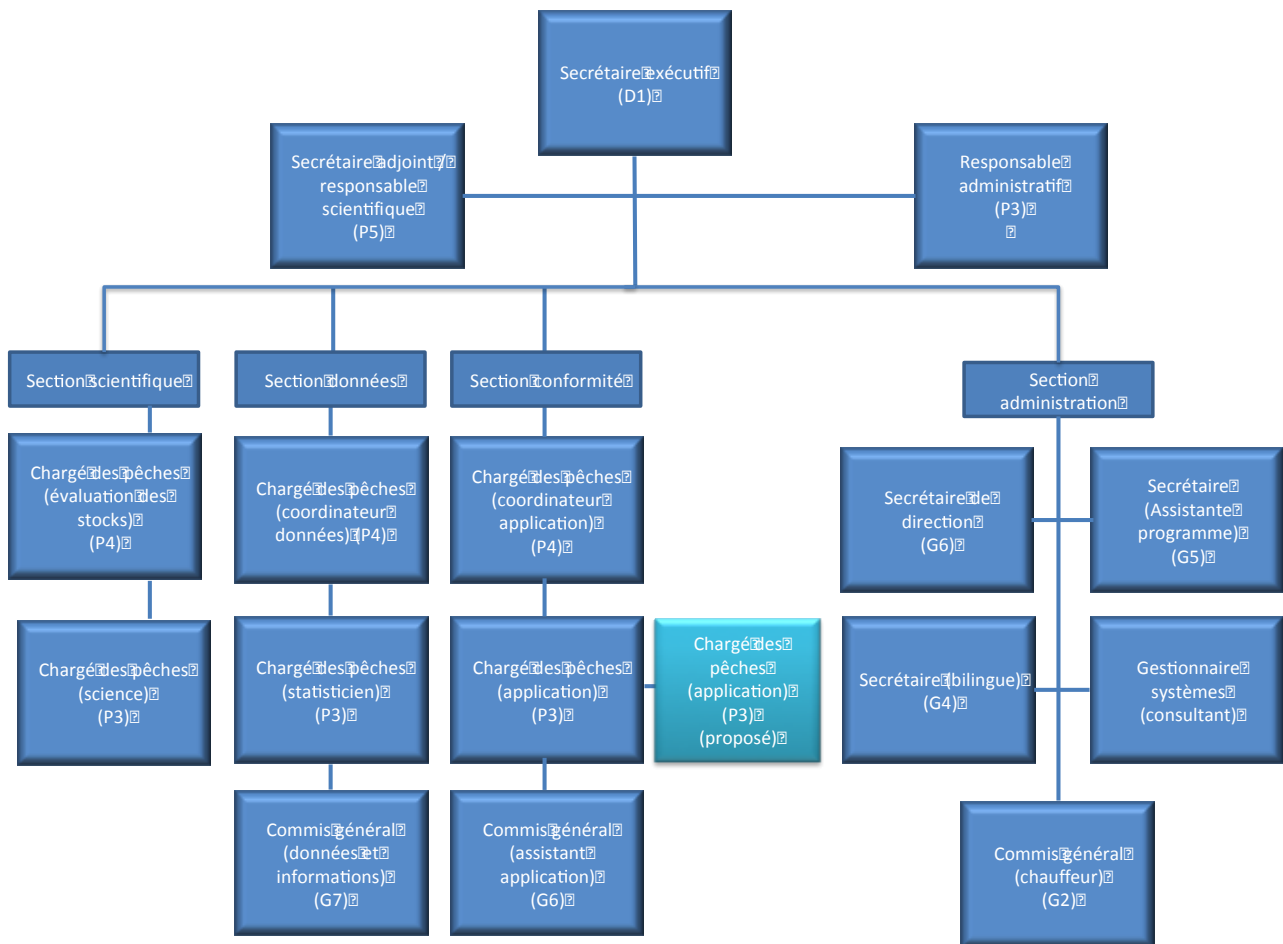 Secrétaire exécutif
(D1)
Secrétaire adjoint /
responsable
scientifique
(P5)
Responsable
administratif
(P3)
Section scientifique
Section données
Section conformité
Section
administration
Chargé des pêches
(évaluation des
stocks)
(P4)
Chargé des pêches
(coordinateur
données) (P4)
Chargé des pêches
(coordinateur
application)
(P4)
Secrétaire de
direction
(G6)
Secrétaire
(Assistante
programme)
(G5)
Chargé des pêches
(science)
(P3)
Chargé des pêches
(statisticien)
(P3)
Chargé des pêches
(application)
(P3)
Chargé des
pêches
(application)
(P3)
(proposé)
Secrétaire (bilingue)
(G4)
Gestionnaire
systèmes
(consultant)
Commis général
(données et
informations)
(G7)
Commis général
(assistant
application)
(G6)
Commis général
(chauffeur)
(G2)